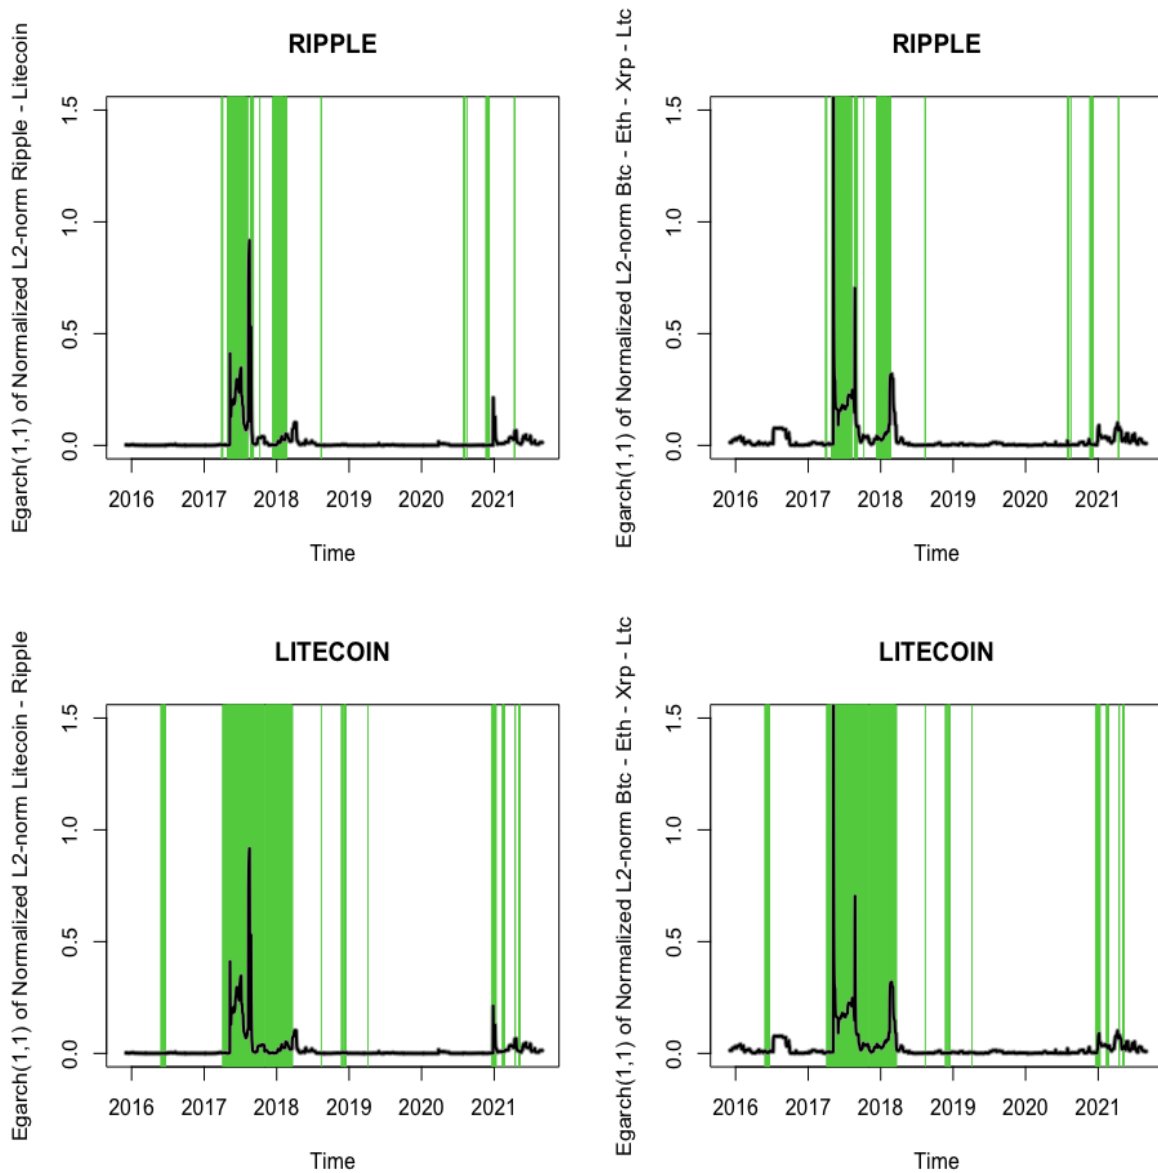 RIPPLE
Egarch(1,1) of Normalized L2-norm Ripple - Litecoin
1.5
1.0
0.5
0.0
2016 2017 2018 2019 2020 2021
Time
RIPPLE
Egarch(1,1) of Normalized L2-norm Btc - Eth - Xrp - Ltc
1.5
1.0
0.5
0.0
2016 2017 2018 2019 2020 2021
Time
LITECOIN
Egarch(1,1) of Normalized L2-norm Litecoin - Ripple
1.5
1.0
0.5
0.0
2016 2017 2018 2019 2020 2021
Time
LITECOIN
Egarch(1,1) of Normalized L2-norm Btc - Eth - Xrp - Ltc
1.5
1.0
0.5
0.0
2016 2017 2018 2019 2020 2021
Time